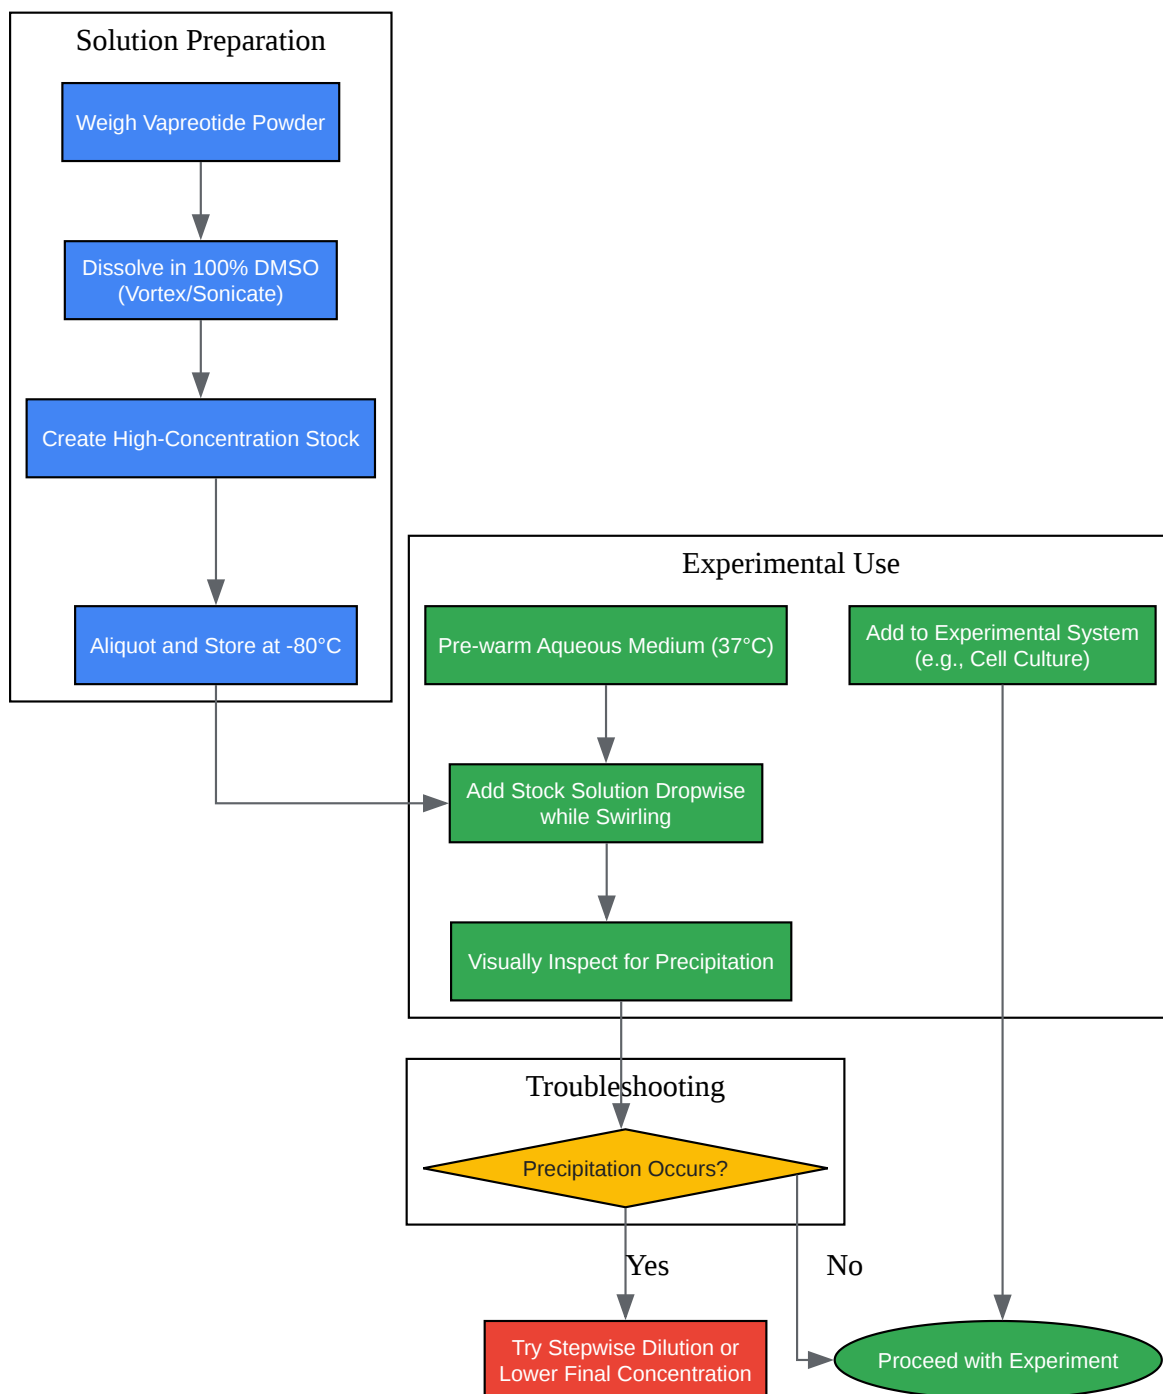 Solution Preparation
Weigh Vapreotide Powder
Dissolve in 100% DMSO
(Vortex/Sonicate)
Create High-Concentration Stock
Aliquot and Store at -80°C
Experimental Use
Pre-warm Aqueous Medium (37°C)
Add to Experimental System
(e.g., Cell Culture)
Add Stock Solution Dropwise
while Swirling
Visually Inspect for Precipitation
Troubleshooting
Precipitation Occurs?
Yes
No
Try Stepwise Dilution or
Lower Final Concentration
Proceed with Experiment